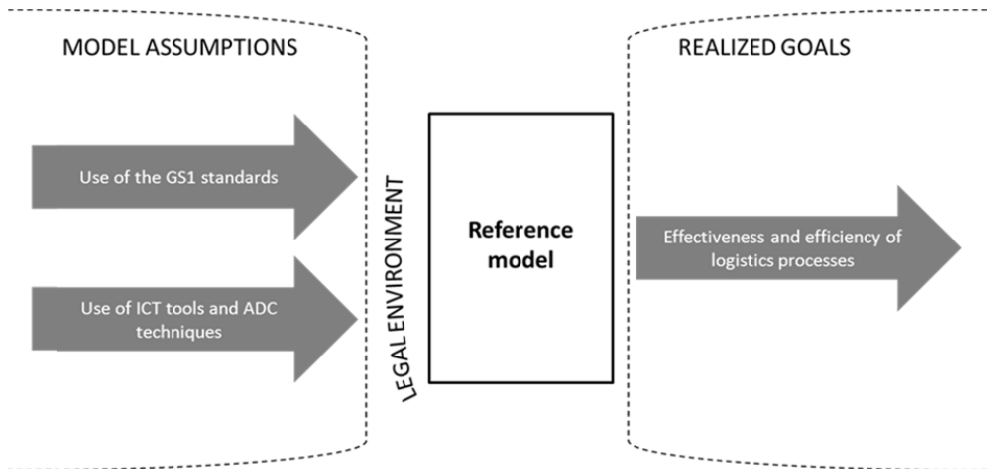 MODEL ASSUMPTIONS
REALIZED GOALS
Use of the GS1 standards
Use of ICT tools and ADC
techniques
LEGAL ENVIRONMENT
Reference
model
Effectiveness and efficiency of
logistics processes